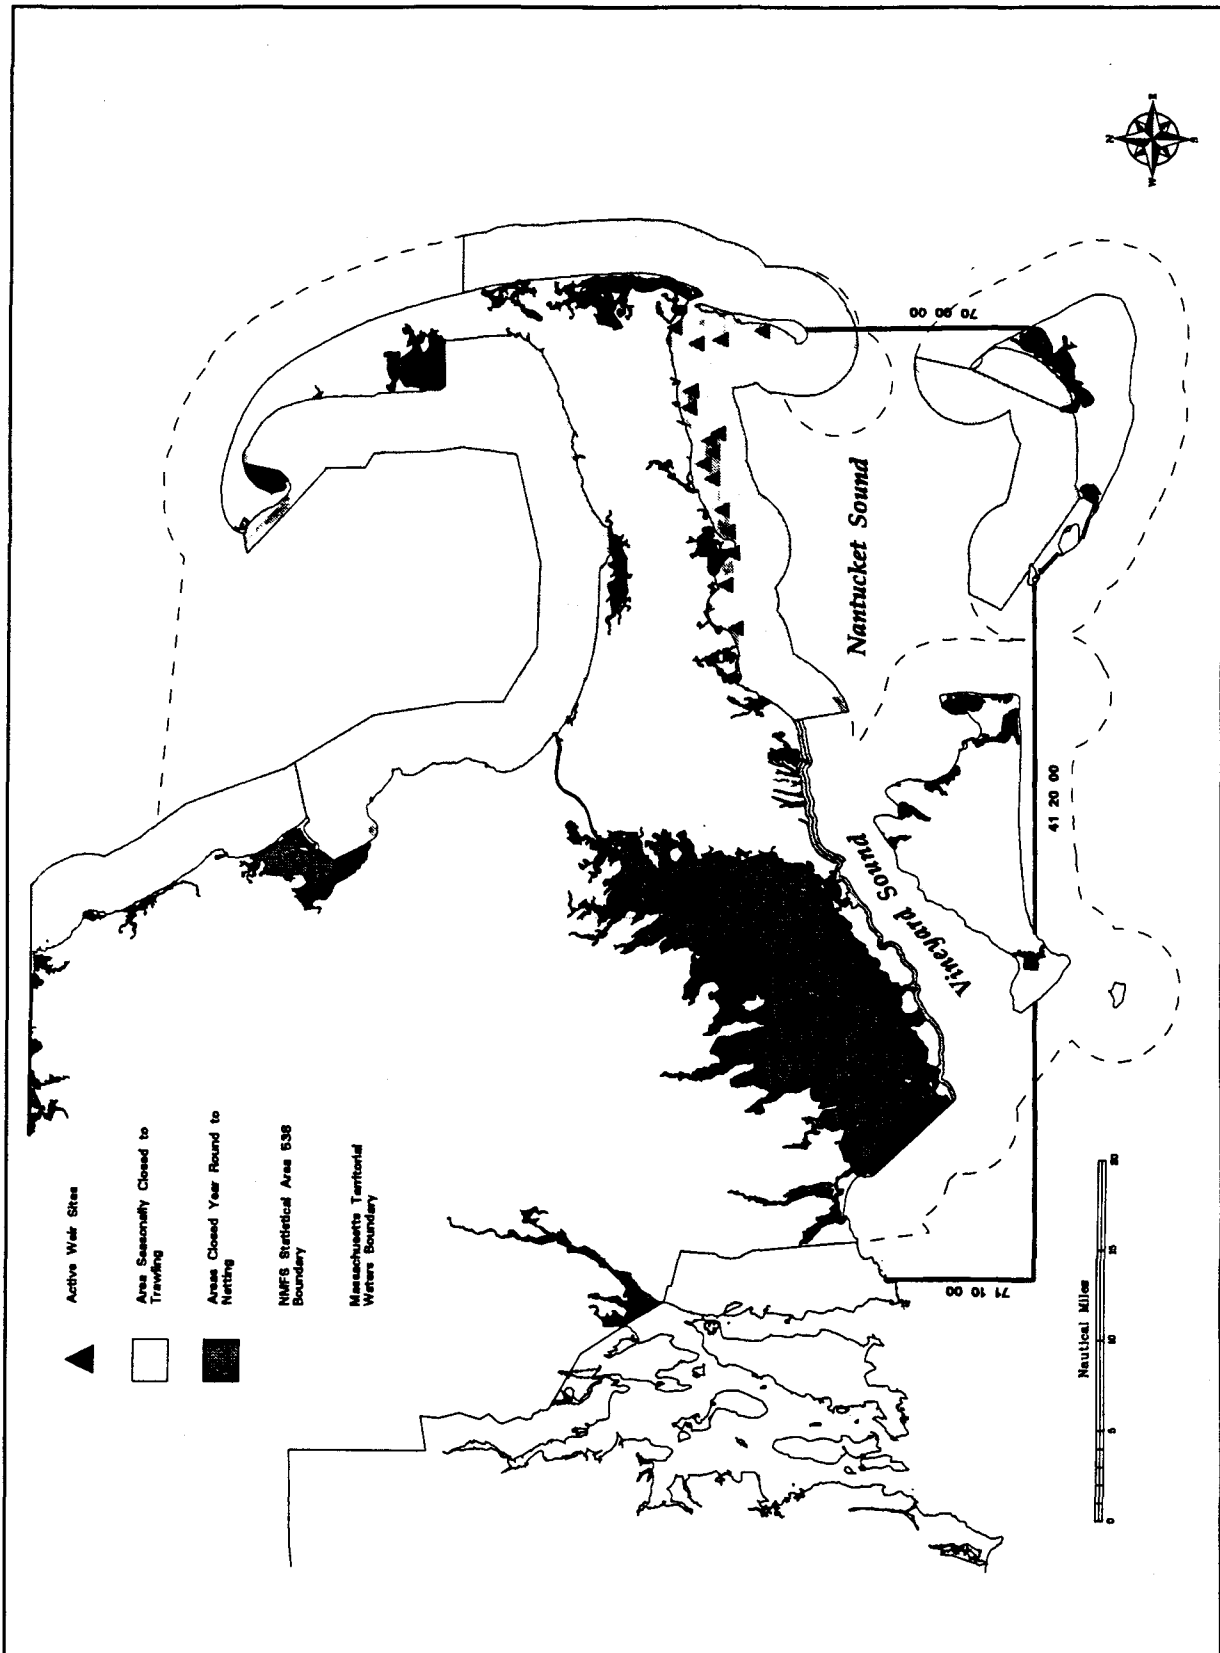 Active Weir Sites
Area Seasonally Closed to
Trawling
Areas Closed Year Round to
Netting
NMFS Statistical Area 538
Boundary
Massachusetts Territorial
Waters Boundary
Nantucket Sound
Vineyard Sound
70 00 00
41 20 00
71 10 00
Nautical Miles
0 5 10 15 20
N
E
S
W